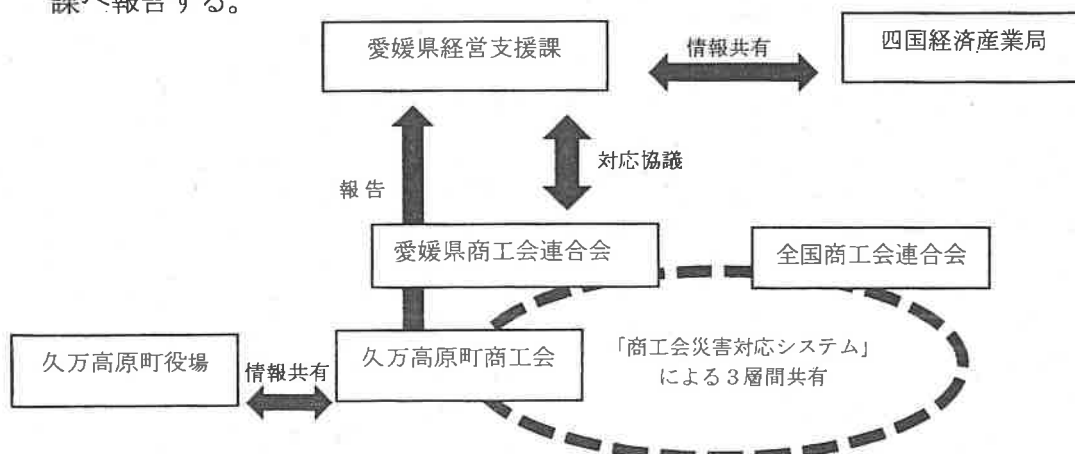 課へ報告する。
愛媛県経営支援課
情報共有
四国経済産業局
対応協議
報告
愛媛県商工会連合会
全国商工会連合会
久万高原町役場
情報共有
久万高原町商工会
「商工会災害対応システム」
による３層間共有